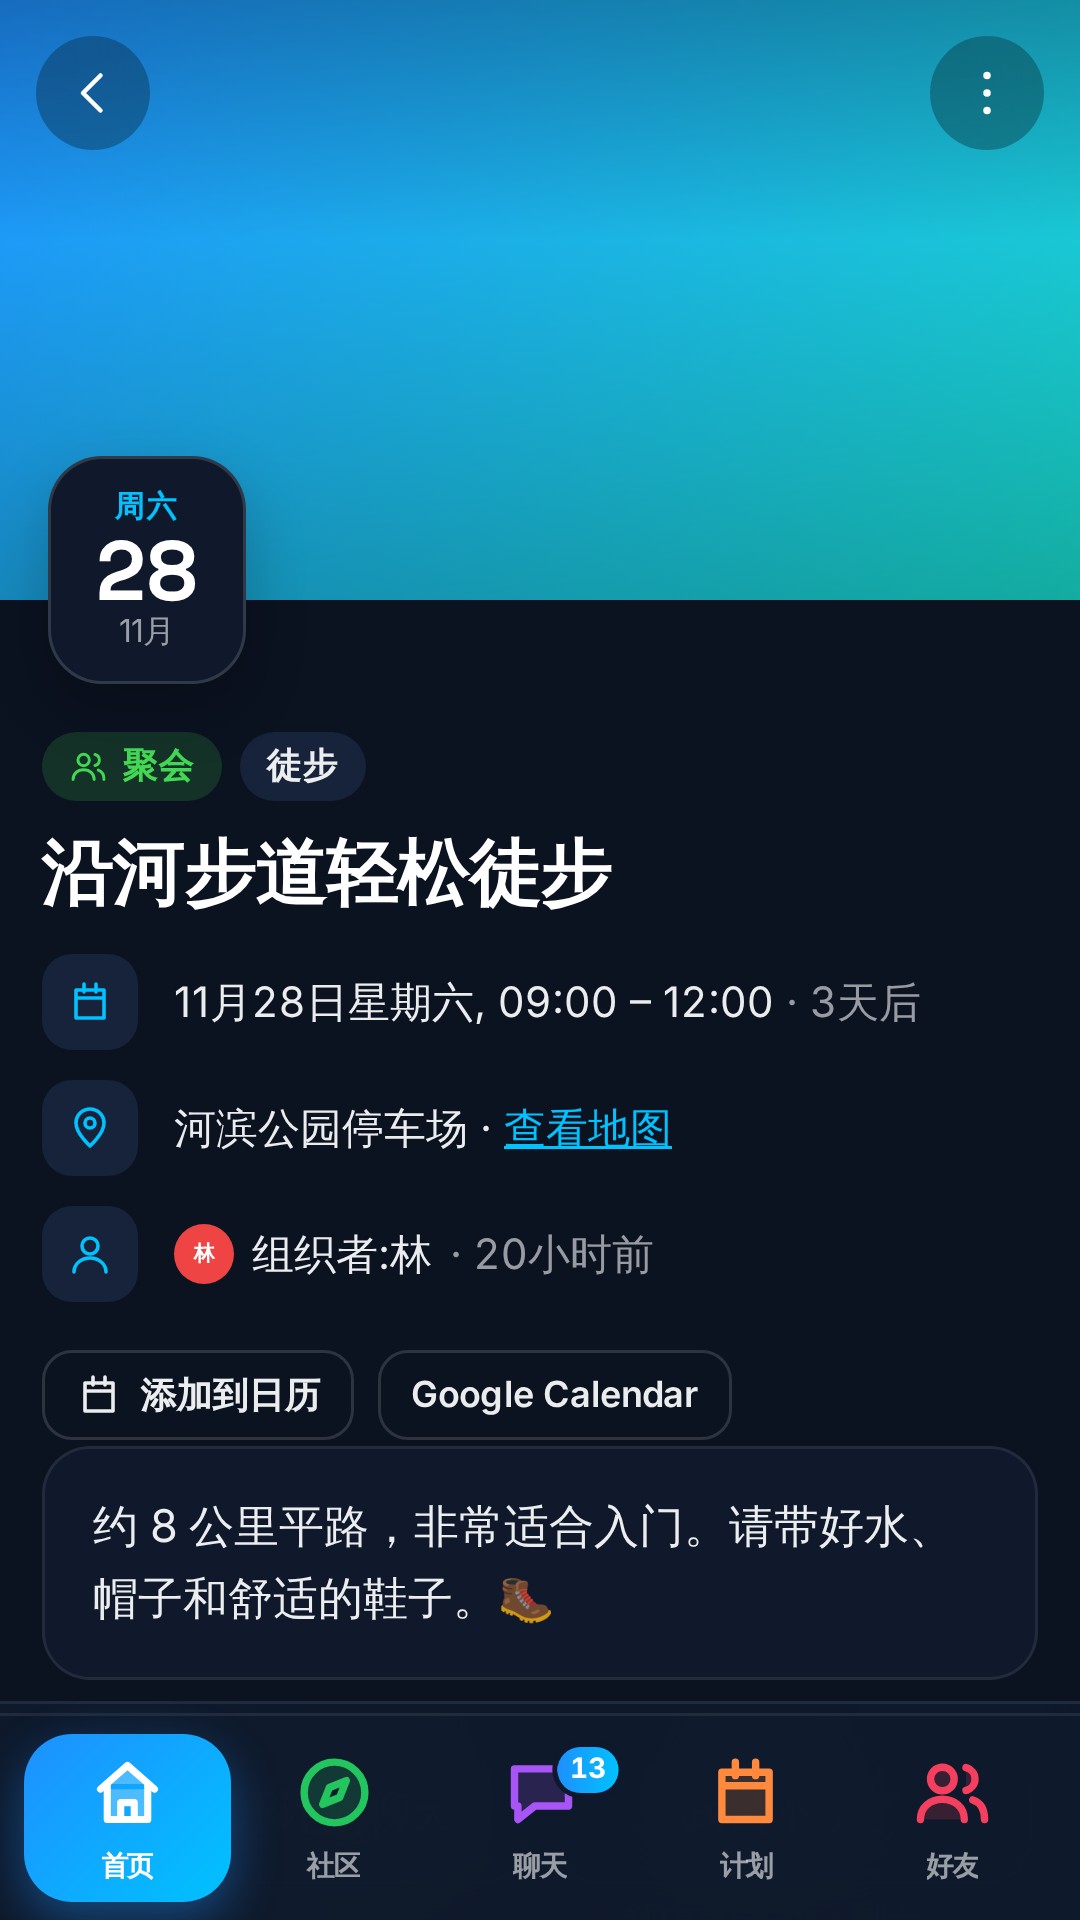 周六
28
11月
聚会
徒步
沿河步道轻松徒步
11月28日星期六, 09:00 – 12:00 · 3天后
河滨公园停车场 · 查看地图
林 组织者:林 · 20小时前
添加到日历
Google Calendar
约 8 公里平路，非常适合入门。请带好水、
帽子和舒适的鞋子。🥾
13
首页
社区
聊天
计划
好友